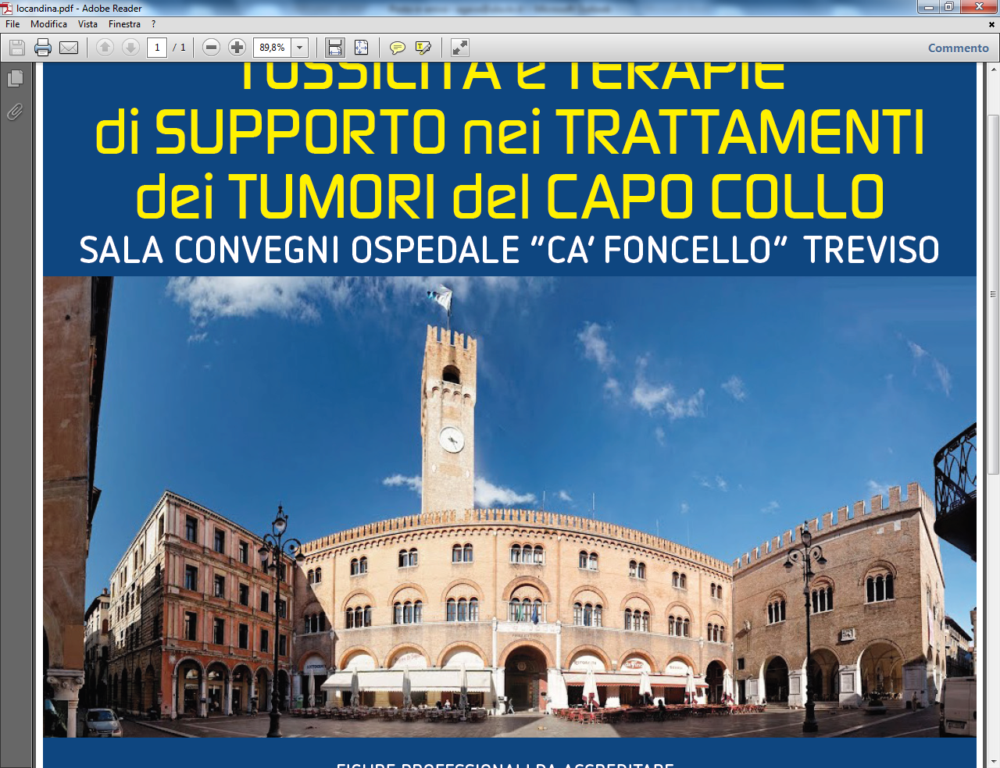 locandina.pdf - Adobe Reader
File Modifica Vista Finestra ?
1 / 1 89,8% Commento
TOSSICITÀ e TERAPIE
di SUPPORTO nei TRATTAMENTI
dei TUMORI del CAPO COLLO
SALA CONVEGNI OSPEDALE "CA' FONCELLO" TREVISO
FIGURE PROFESSIONALI DA ACCREDITARE